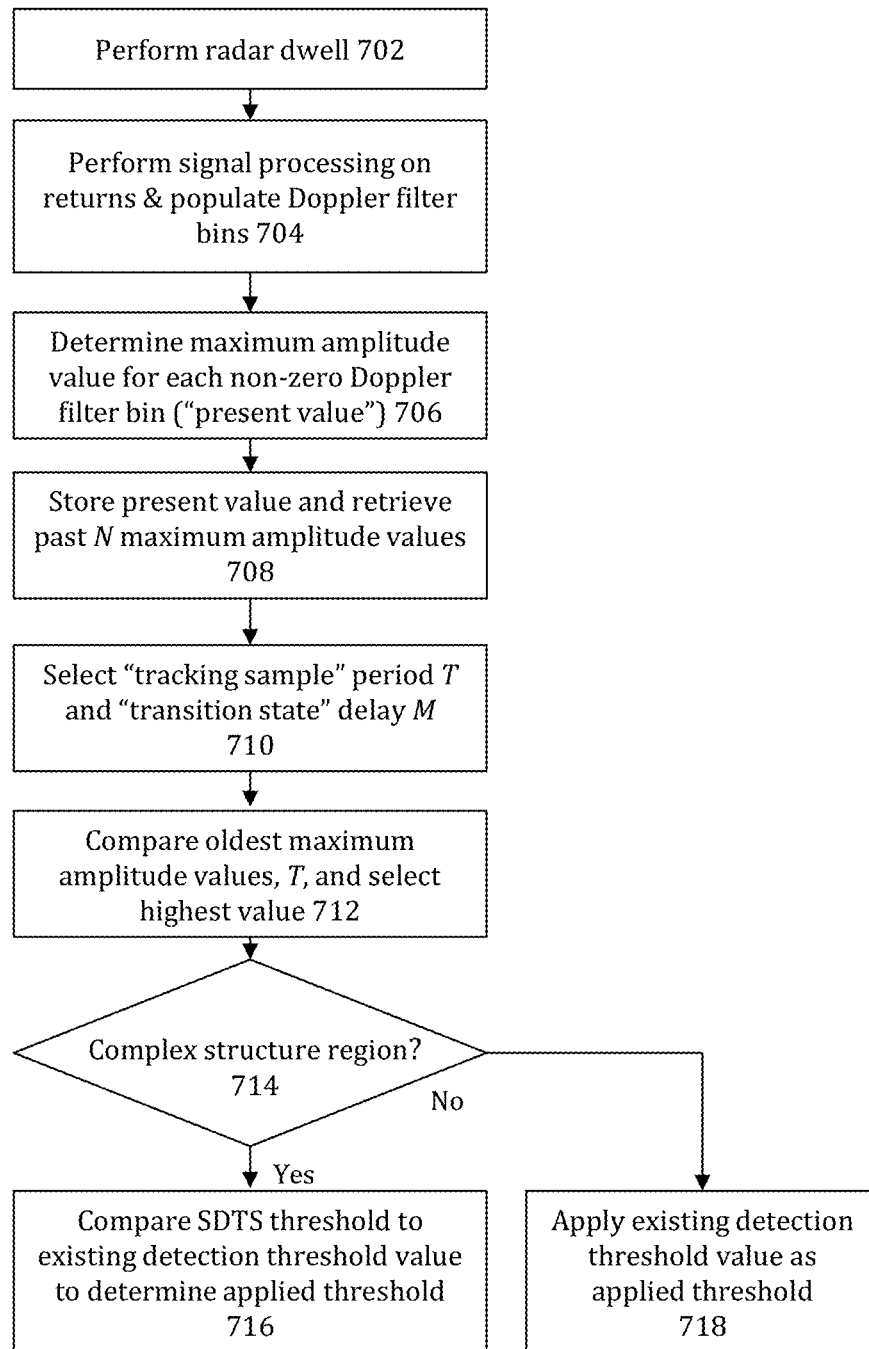 Perform radar dwell 702
Perform signal processing on
returns & populate Doppler filter
bins 704
Determine maximum amplitude
value for each non-zero Doppler
filter bin (“present value”) 706
Store present value and retrieve
past N maximum amplitude values
708
Select “tracking sample” period T
and “transition state” delay M
710
Compare oldest maximum
amplitude values, T, and select
highest value 712
Complex structure region?
714
No
Yes
Compare SDTS threshold to
existing detection threshold value
to determine applied threshold
716
Apply existing detection
threshold value as
applied threshold
718